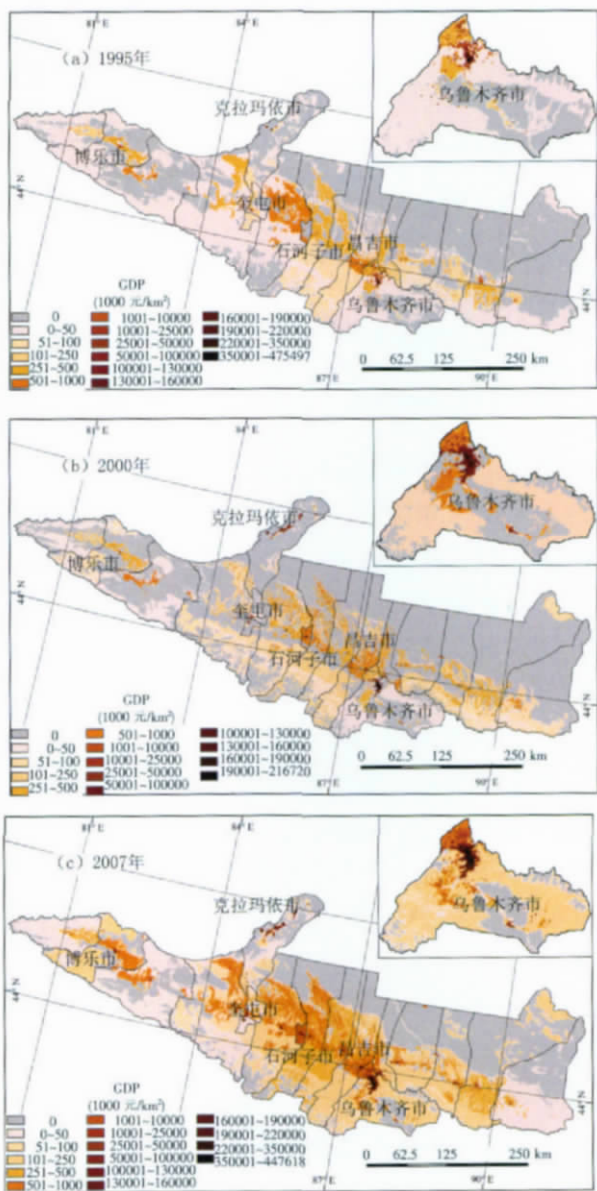 81° E
84° E
(a) 1995年
克拉玛依市
乌鲁木齐市
博乐市
44° N
奎屯市
石河子市
昌吉市
乌鲁木齐市
44° N
GDP
(1000 元/km²)
0
0~50
51~100
101~250
251~500
501~1000
1001~10000
10001~25000
25001~50000
50001~100000
100001~130000
130001~160000
160001~190000
190001~220000
220001~350000
350001~475497
0 62.5 125 250 km
87° E
90° E
81° E
84° E
(b) 2000年
克拉玛依市
乌鲁木齐市
博乐市
44° N
奎屯市
石河子市
昌吉市
乌鲁木齐市
44° N
GDP
(1000 元/km²)
0
0~50
51~100
101~250
251~500
501~1000
1001~10000
10001~25000
25001~50000
50001~100000
100001~130000
130001~160000
160001~190000
190001~216720
0 62.5 125 250 km
87° E
90° E
81° E
84° E
(c) 2007年
克拉玛依市
乌鲁木齐市
博乐市
44° N
奎屯市
石河子市
昌吉市
乌鲁木齐市
44° N
GDP
(1000 元/km²)
0
0~50
51~100
101~250
251~500
501~1000
1001~10000
10001~25000
25001~50000
50001~100000
100001~130000
130001~160000
160001~190000
190001~220000
220001~350000
350001~447618
0 62.5 125 250 km
87° E
90° E